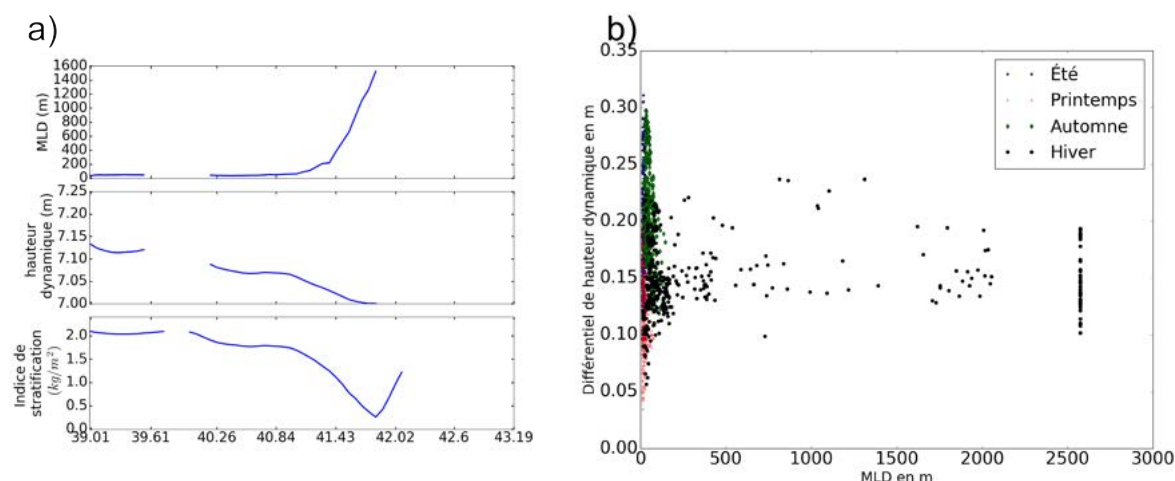 a)
1600
1400
1200
1000
800
600
400
200
0
MLD (m)
7.25
7.20
7.15
7.10
7.05
7.00
hauteur
dynamique (m)
2.0
1.5
1.0
0.5
0.0
Indice de
stratification
(kg/m²)
39.01 39.61 40.26 40.84 41.43 42.02 42.6 43.19
b)
0.35
0.30
0.25
0.20
0.15
0.10
0.05
0.00
Différentiel de hauteur dynamique en m
Été
Printemps
Automne
Hiver
0 500 1000 1500 2000 2500 3000
MLD en m